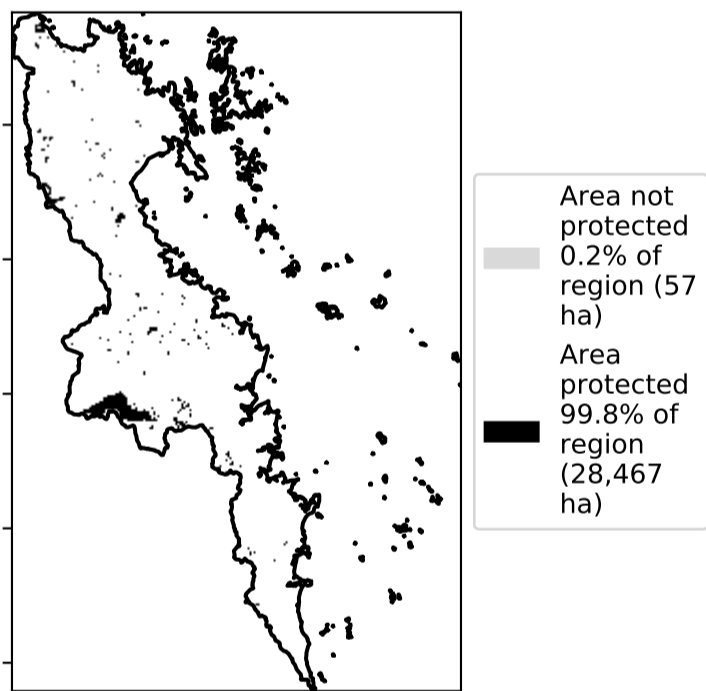 Area not
protected
0.2% of
region (57
ha)
Area
protected
99.8% of
region
(28,467
ha)